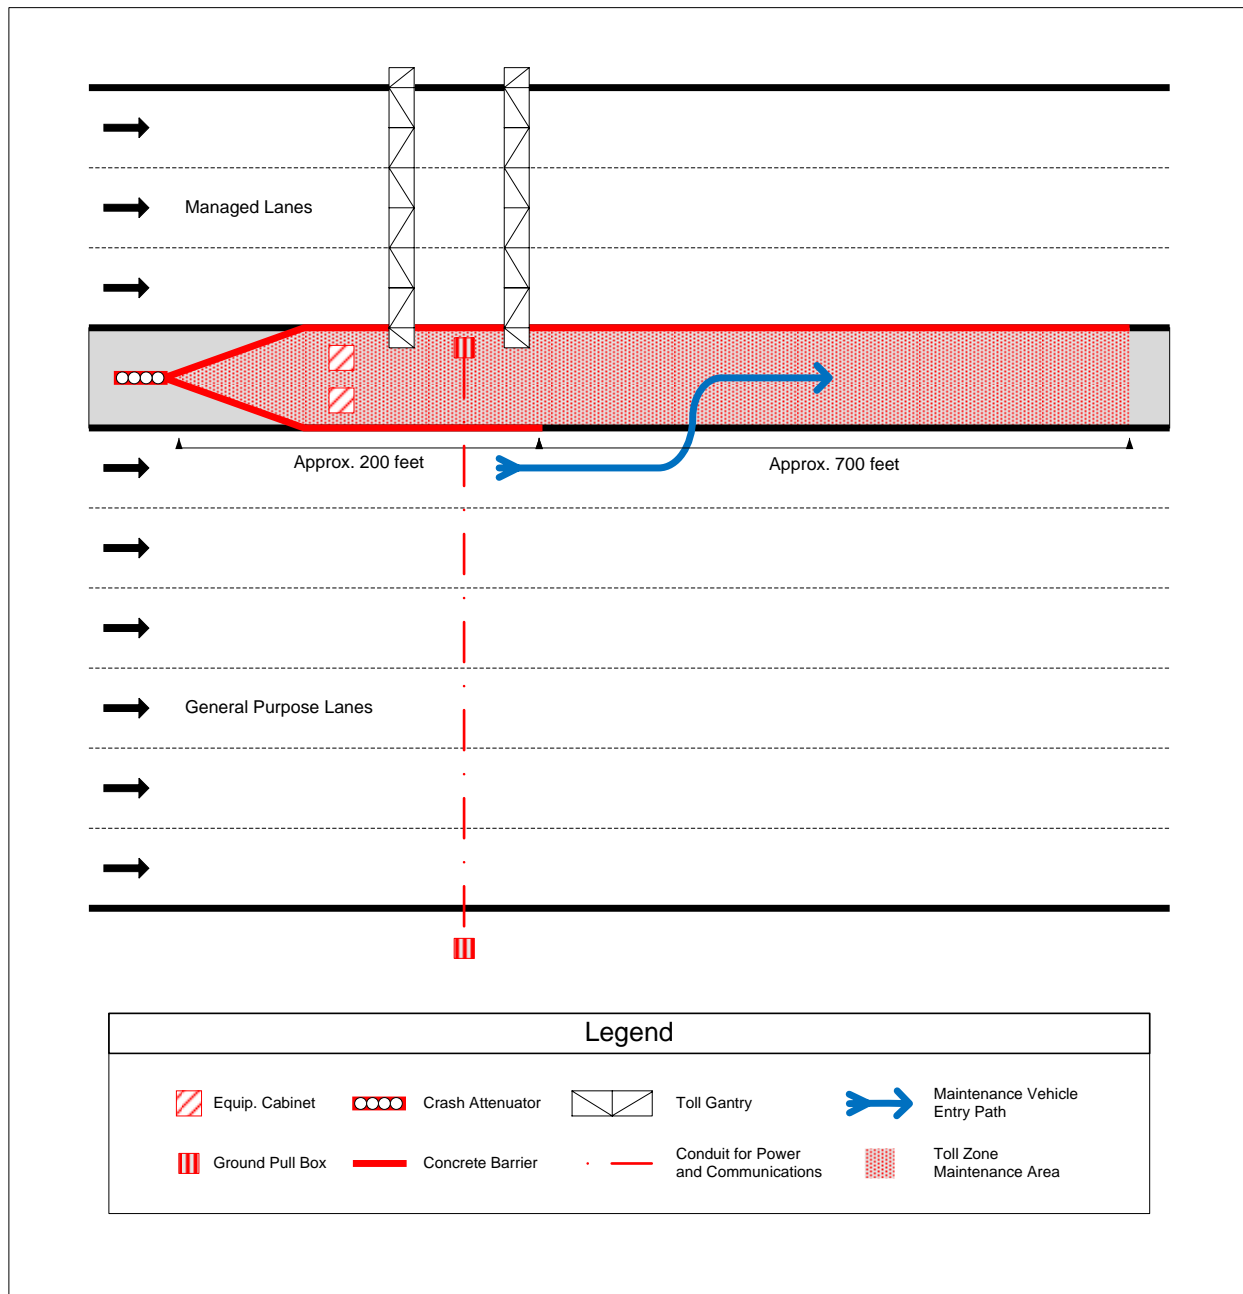 Managed Lanes
Approx. 200 feet
Approx. 700 feet
General Purpose Lanes
Legend
Equip. Cabinet
Crash Attenuator
Toll Gantry
Maintenance Vehicle
Entry Path
Ground Pull Box
Concrete Barrier
Conduit for Power
and Communications
Toll Zone
Maintenance Area